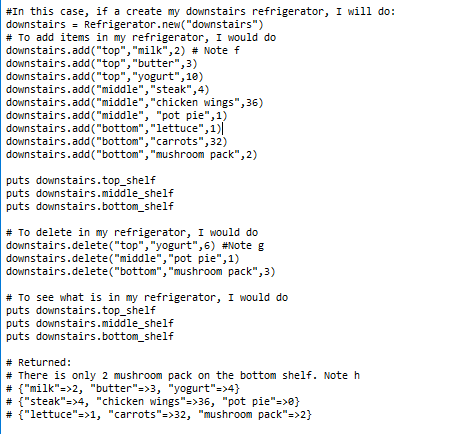 #In this case, if a create my downstairs refrigerator, I will do:
downstairs = Refrigerator.new("downstairs")
# To add items in my refrigerator, I would do
downstairs.add("top","milk",2) # Note f
downstairs.add("top","butter",3)
downstairs.add("top","yogurt",10)
downstairs.add("middle","steak",4)
downstairs.add("middle","chicken wings",36)
downstairs.add("middle", "pot pie",1)
downstairs.add("bottom","lettuce",1)
downstairs.add("bottom","carrots",32)
downstairs.add("bottom","mushroom pack",2)

puts downstairs.top_shelf
puts downstairs.middle_shelf
puts downstairs.bottom_shelf

# To delete in my refrigerator, I would do
downstairs.delete("top","yogurt",6) #Note g
downstairs.delete("middle","pot pie",1)
downstairs.delete("bottom","mushroom pack",3)

# To see what is in my refrigerator, I would do
puts downstairs.top_shelf
puts downstairs.middle_shelf
puts downstairs.bottom_shelf

# Returned:
# There is only 2 mushroom pack on the bottom shelf. Note h
# {"milk"=>2, "butter"=>3, "yogurt"=>4}
# {"steak"=>4, "chicken wings"=>36, "pot pie"=>0}
# {"lettuce"=>1, "carrots"=>32, "mushroom pack"=>2}